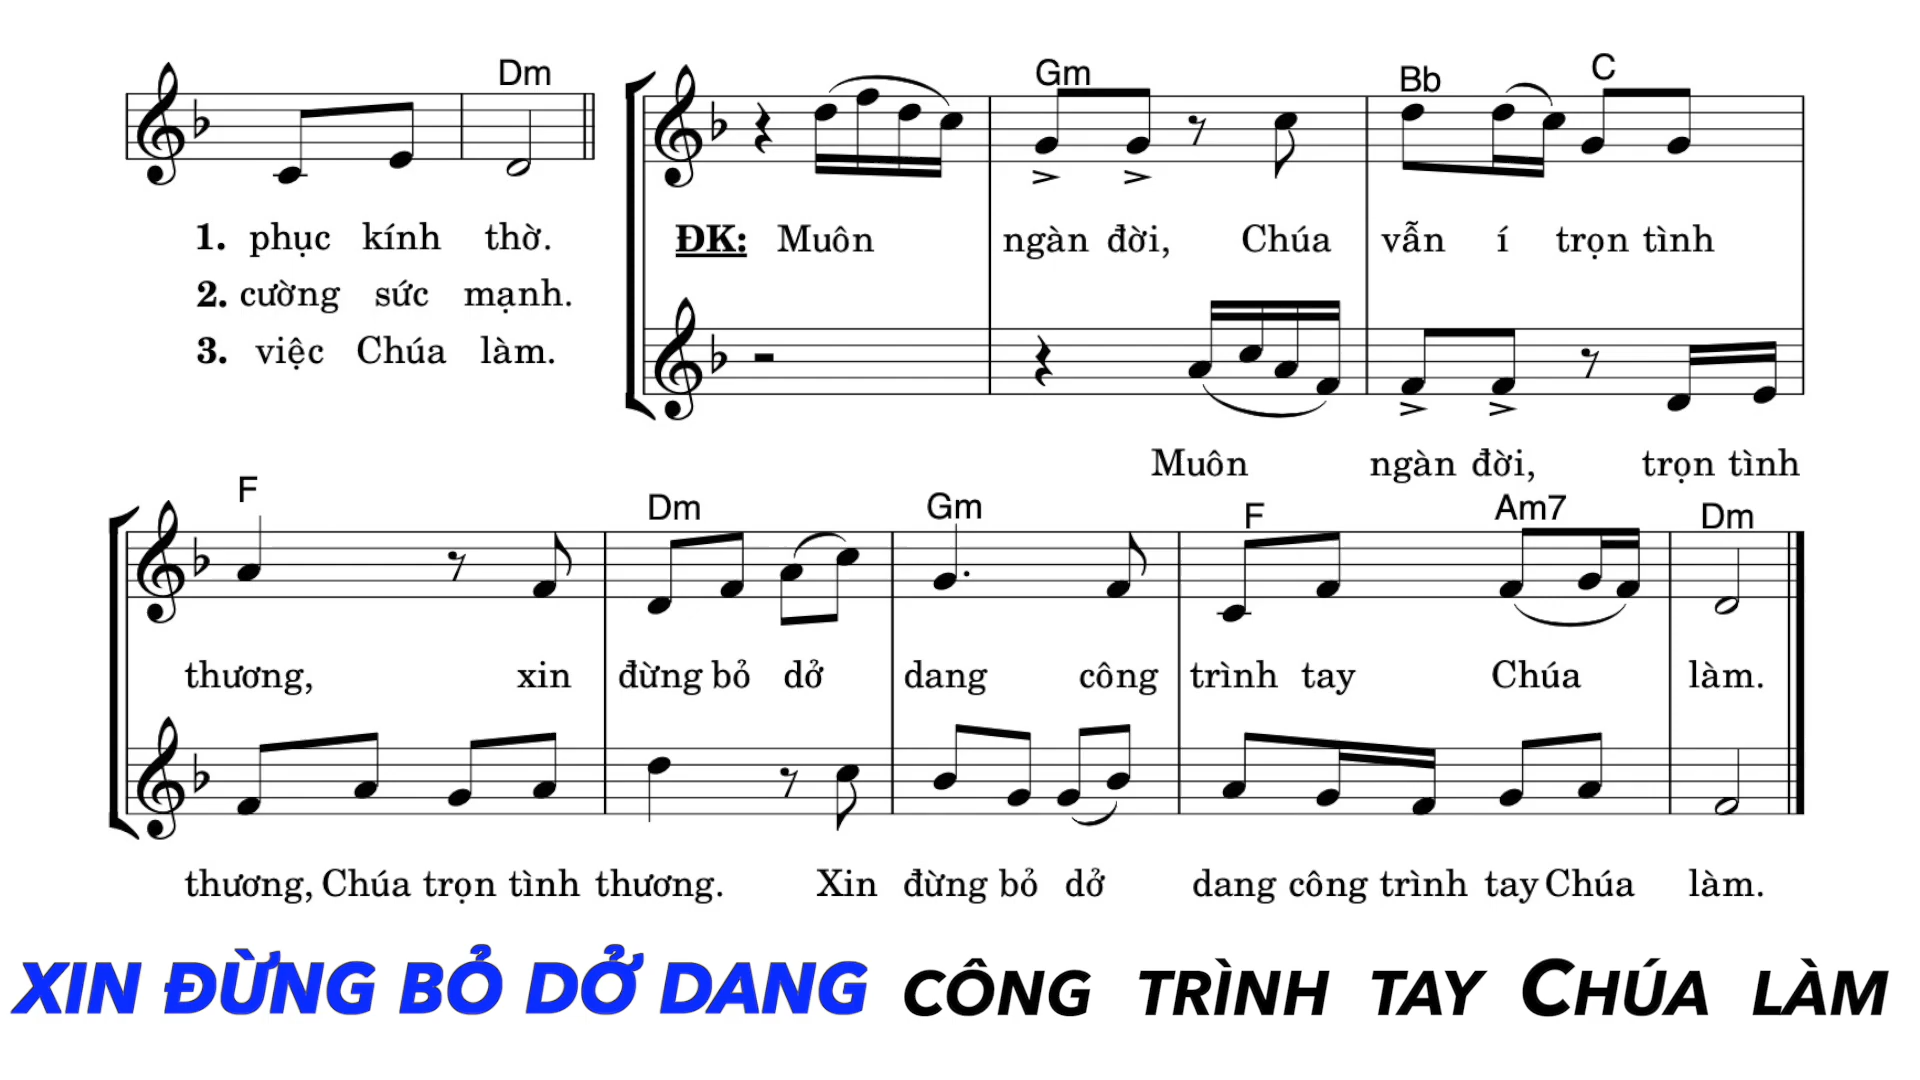 Dm Gm Bb C
1. phục kính thờ. ĐK: Muôn ngàn đời, Chúa vẫn í trọn tình
2. cường sức mạnh.
3. việc Chúa làm.
Muôn ngàn đời, trọn tình
F Dm Gm F Am7 Dm
thương, xin đừng bỏ dở dang công trình tay Chúa làm.
thương, Chúa trọn tình thương. Xin đừng bỏ dở dang công trình tay Chúa làm.
XIN ĐỪNG BỎ DỞ DANG CÔNG TRÌNH TAY CHÚA LÀM